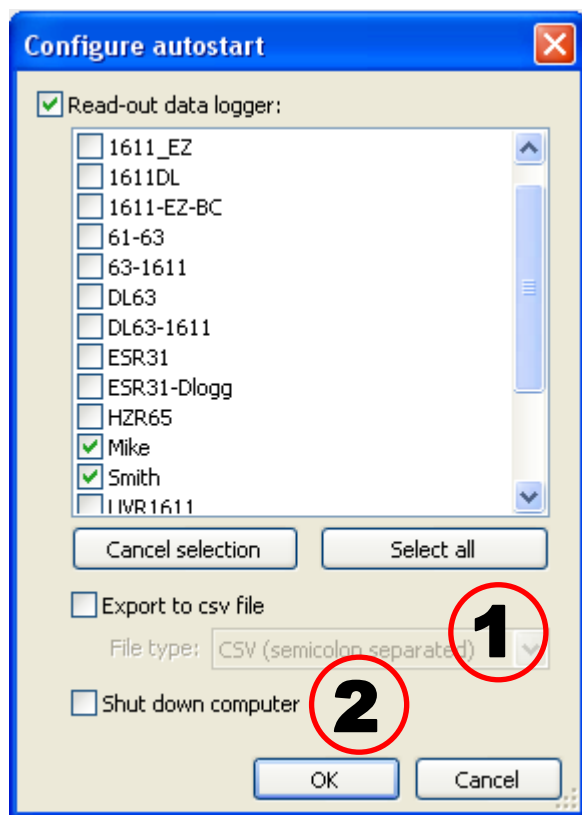 Configure autostart
Read-out data logger:
1611_EZ
1611DL
1611-EZ-BC
61-63
63-1611
DL63
DL63-1611
ESR31
ESR31-Dlogg
HZR65
Mike
Smith
UVR1611
Cancel selection
Select all
Export to csv file
1
File type: CSV (semicolon separated)
Shut down computer
2
OK
Cancel